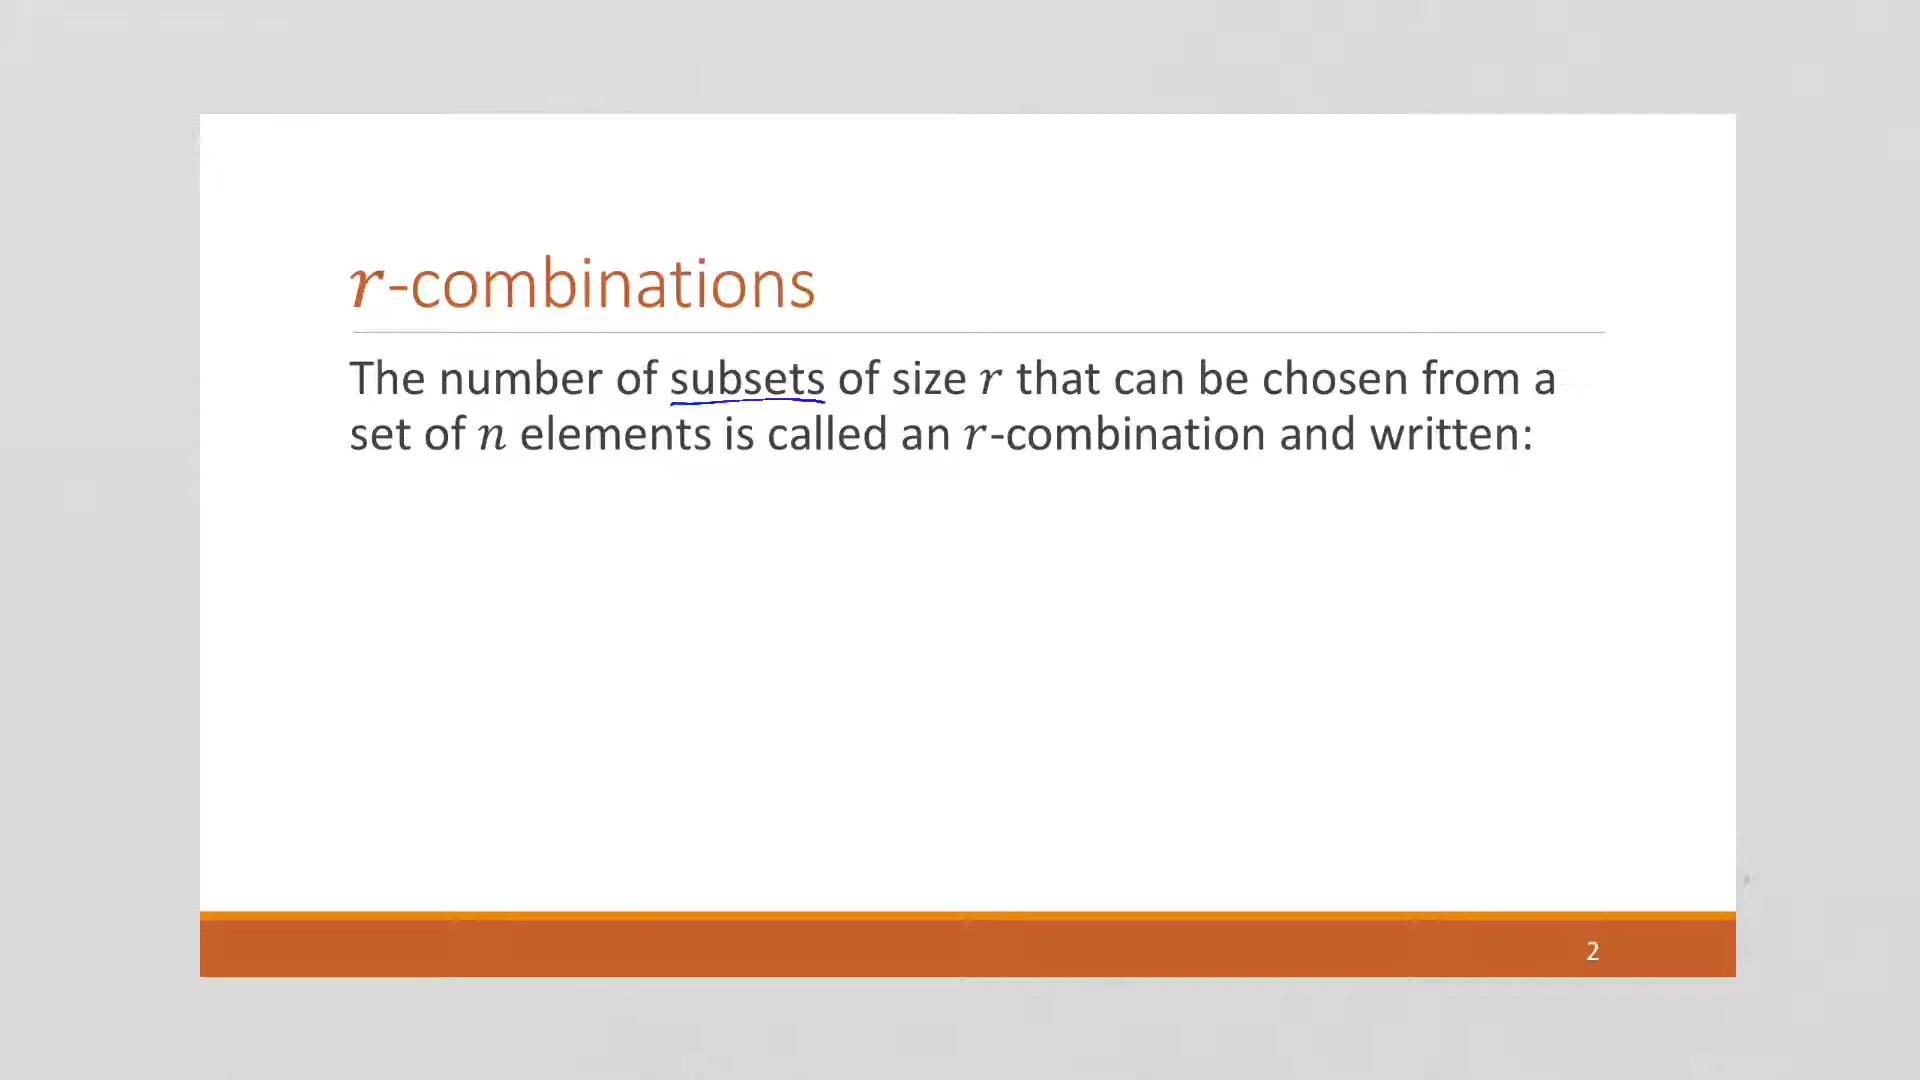 r-combinations
The number of subsets of size r that can be chosen from a
set of n elements is called an r-combination and written:
2